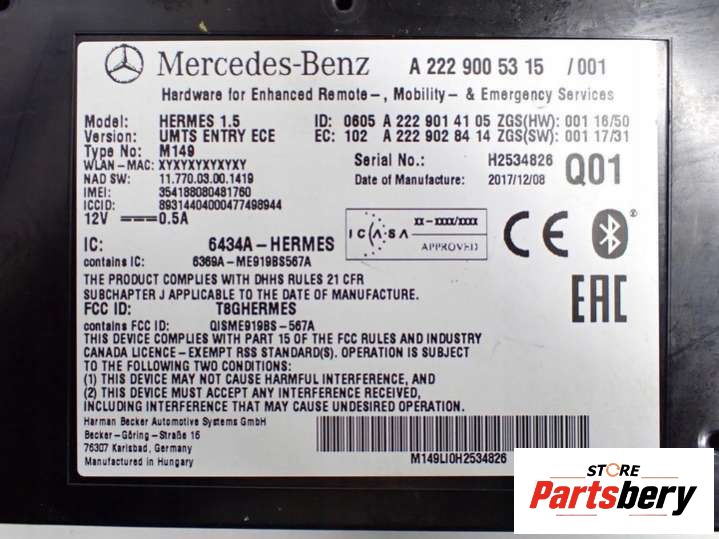 Mercedes-Benz A 222 900 53 15 /001
Hardware for Enhanced Remote-, Mobility- & Emergency Services
Model: HERMES 1.5 ID: 0605 A 222 901 41 05 ZGS(HW): 001 16/50
Version: UMTS ENTRY ECE EC: 102 A 222 902 84 14 ZGS(SW): 001 17/31
Type No: M149
WLAN-MAC: XYXYXYXYXYXY Serial No.: H2534826 Q01
NAD SW: 11.770.03.00.1419 Date of Manufacture: 2017/12/08
IMEI: 354188080481760
ICCID: 89314404000477498944
12V 0.5A
ICASA xx-xxxx/xxxx APPROVED CE
IC: 6434A-HERMES
contains IC: 6369A-ME919BS567A
THE PRODUCT COMPLIES WITH DHHS RULES 21 CFR
SUBCHAPTER J APPLICABLE TO THE DATE OF MANUFACTURE.
EAC
FCC ID: T8GHERMES
contains FCC ID: QISME919BS-567A
THIS DEVICE COMPLIES WITH PART 15 OF THE FCC RULES AND INDUSTRY
CANADA LICENCE-EXEMPT RSS STANDARD(S). OPERATION IS SUBJECT
TO THE FOLLOWING TWO CONDITIONS:
(1) THIS DEVICE MAY NOT CAUSE HARMFUL INTERFERENCE, AND
(2) THIS DEVICE MUST ACCEPT ANY INTERFERENCE RECEIVED,
INCLUDING INTERFERENCE THAT MAY CAUSE UNDESIRED OPERATION.
Harman Becker Automotive Systems GmbH
Becker-Göring-Straße 16
76307 Karlsbad, Germany
Manufactured in Hungary
M149LI0H2534826
STORE
Partsbery